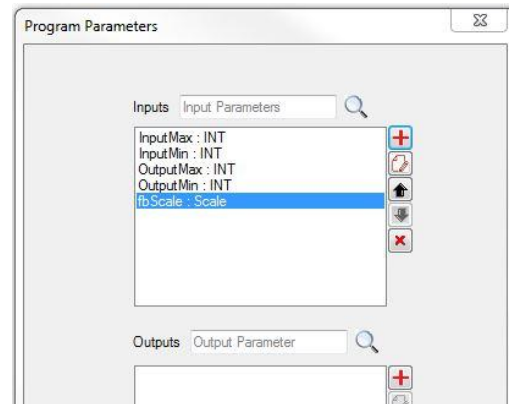 Program Parameters
Inputs Input Parameters
InputMax : INT
InputMin : INT
OutputMax : INT
OutputMin : INT
fbScale : Scale
Outputs Output Parameter